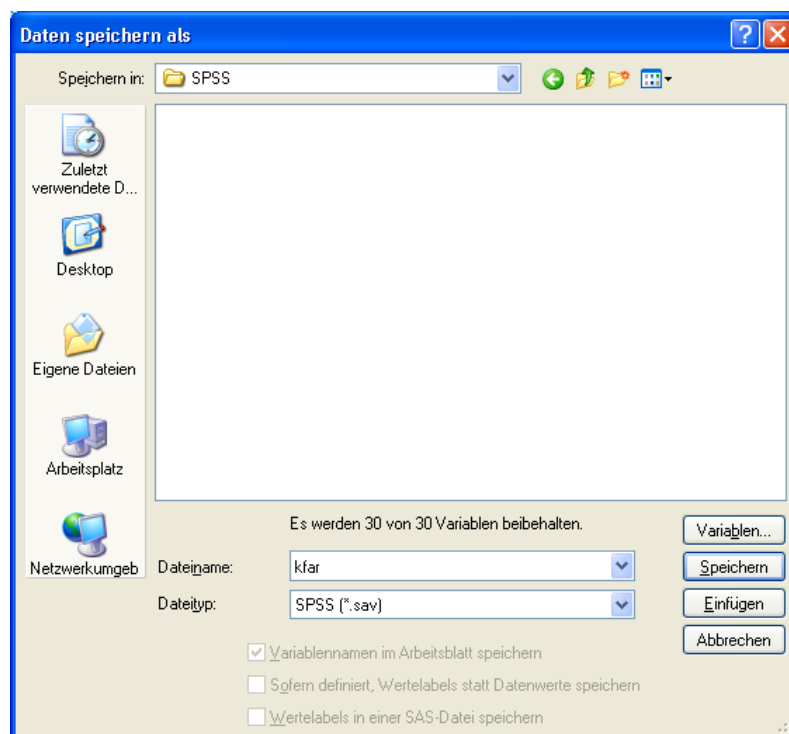 Daten speichern als
Speichern in:
SPSS
Zuletzt
verwendete D...
Desktop
Eigene Dateien
Arbeitsplatz
Netzwerkumgeb
Es werden 30 von 30 Variablen beibehalten.
Dateiname:
kfar
Dateityp:
SPSS (*.sav)
Variablen...
Speichern
Einfügen
Abbrechen
Variablennamen im Arbeitsblatt speichern
Sofern definiert, Wertelabels statt Datenwerte speichern
Wertelabels in einer SAS-Datei speichern